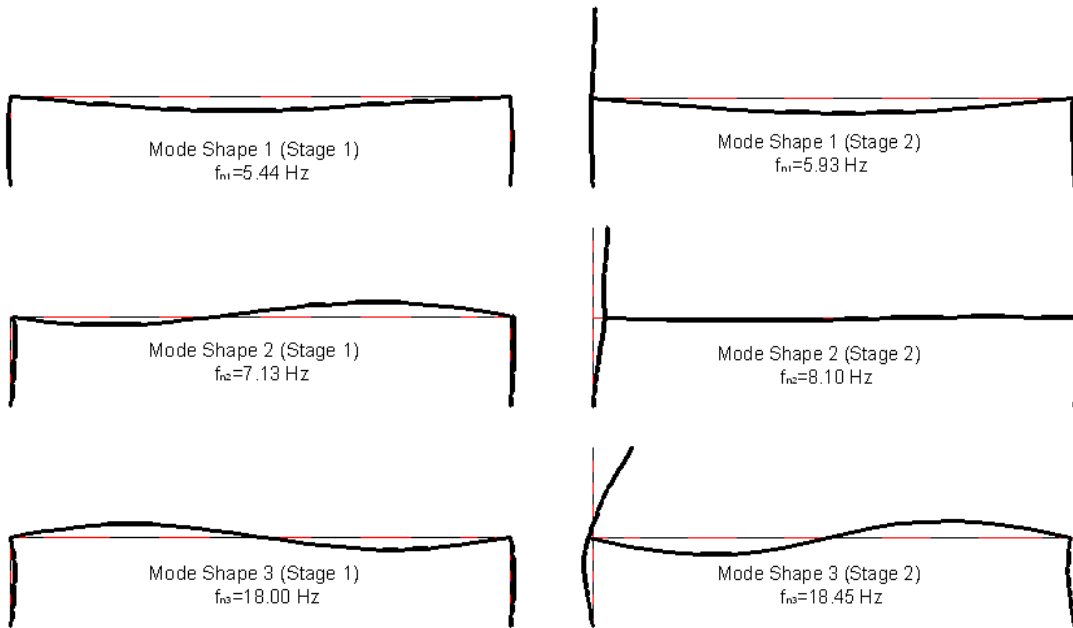 Mode Shape 1 (Stage 1)
fn1=5.44 Hz
Mode Shape 1 (Stage 2)
fn1=5.93 Hz
Mode Shape 2 (Stage 1)
fn2=7.13 Hz
Mode Shape 2 (Stage 2)
fn2=8.10 Hz
Mode Shape 3 (Stage 1)
fn3=18.00 Hz
Mode Shape 3 (Stage 2)
fn3=18.45 Hz